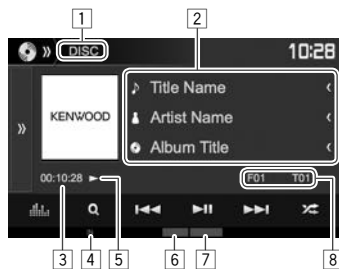 1 2
» DISC 10:28
Title Name
KENWOOD
»
Artist Name
Album Title
00:10:28 F01 T01
3 4 5 6 7 8